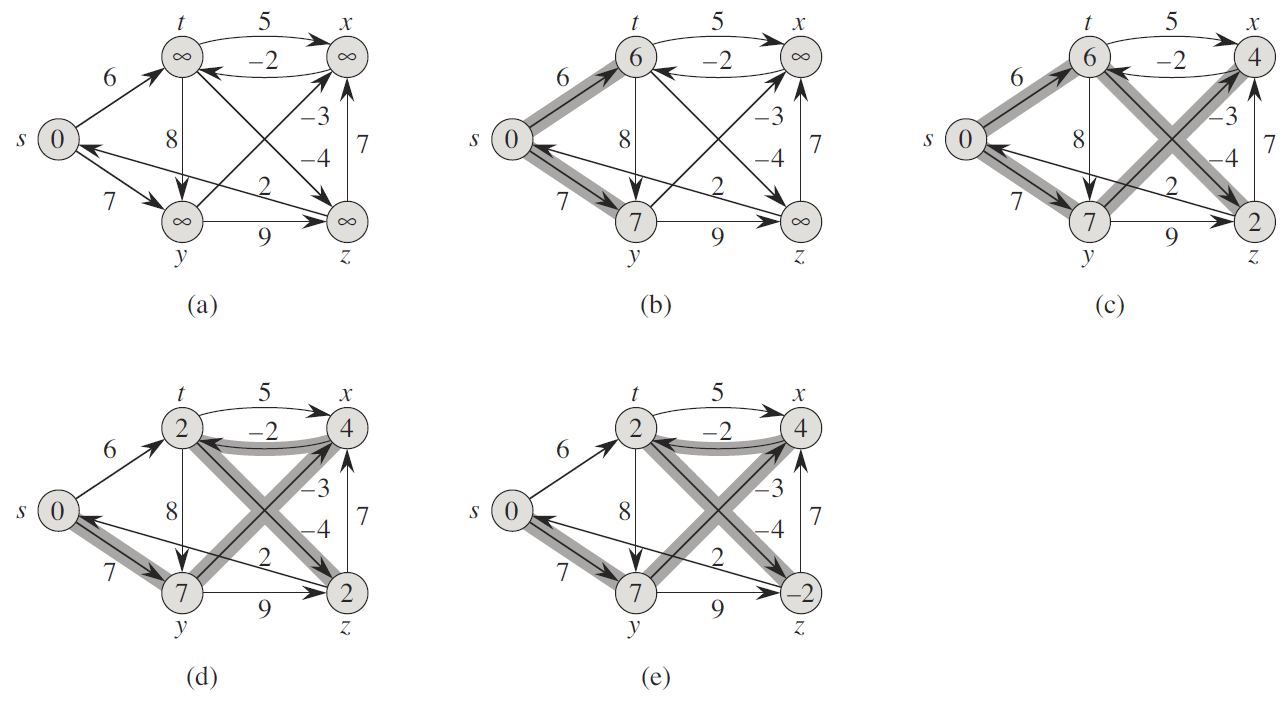 t 5 x t 5 x t 5 x
∞ ∞ 6 ∞ 6 4
6 –2 6 –2 6 –2
–3 –3 –3
s 0 8 7 s 0 8 7 s 0 8 7
–4 –4 –4
7 2 7 2 7 2
∞ ∞ 7 ∞ 7 2
9 9 9
y z y z y z
(a) (b) (c)
t 5 x t 5 x
2 4 2 4
6 –2 6 –2
–3 –3
s 0 8 7 s 0 8 7
–4 –4
7 2 7 2
7 2 7 –2
9 9
y z y z
(d) (e)